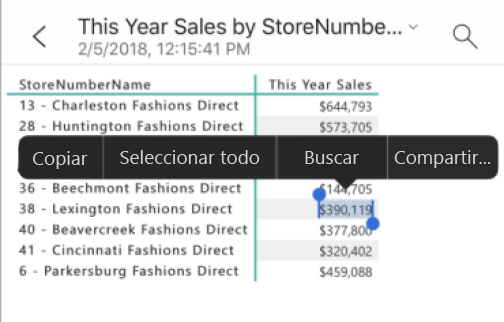 This Year Sales by StoreNumbe...
2/5/2018, 12:15:41 PM
StoreNumberName This Year Sales
13 - Charleston Fashions Direct $644,793
28 - Huntington Fashions Direct $573,705
Copiar Seleccionar todo Buscar Compartir...
36 - Beechmont Fashions Direct $144,705
38 - Lexington Fashions Direct $390,119
40 - Beavercreek Fashions Direct $377,800
41 - Cincinnati Fashions Direct $320,402
6 - Parkersburg Fashions Direct $459,088